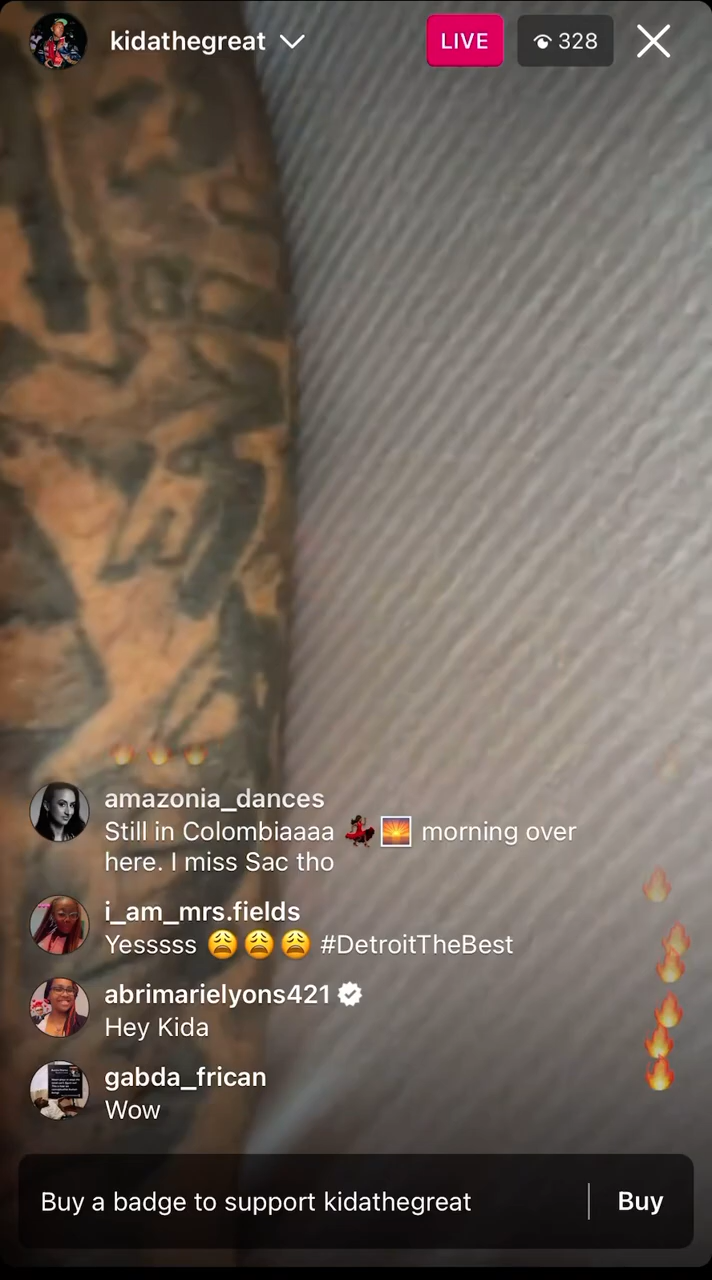 kidathegreat
LIVE
328
amazonia_dances
Still in Colombiaaaa 💃🌅 morning over
here. I miss Sac tho
i_am_mrs.fields
Yesssss 😩😩😩 #DetroitTheBest
abrimarielyons421
Hey Kida
gabda_frican
Wow
Buy a badge to support kidathegreat
Buy